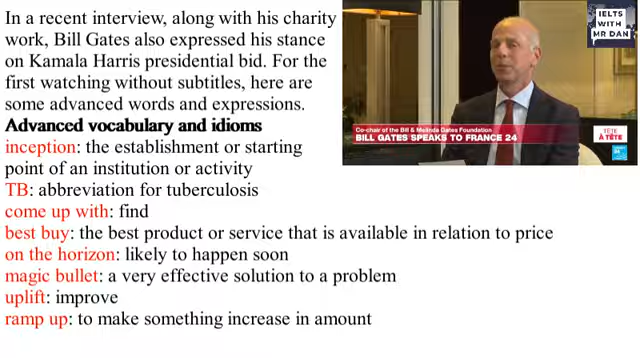 In a recent interview, along with his charity
work, Bill Gates also expressed his stance
on Kamala Harris presidential bid. For the
first watching without subtitles, here are
some advanced words and expressions.
Advanced vocabulary and idioms
inception: the establishment or starting
point of an institution or activity
TB: abbreviation for tuberculosis
come up with: find
best buy: the best product or service that is available in relation to price
on the horizon: likely to happen soon
magic bullet: a very effective solution to a problem
uplift: improve
ramp up: to make something increase in amount
IELTS
WITH
MR DAN
Co-chair of the Bill & Melinda Gates Foundation
BILL GATES SPEAKS TO FRANCE 24
TÊTE
À TÊTE
FRANCE
24